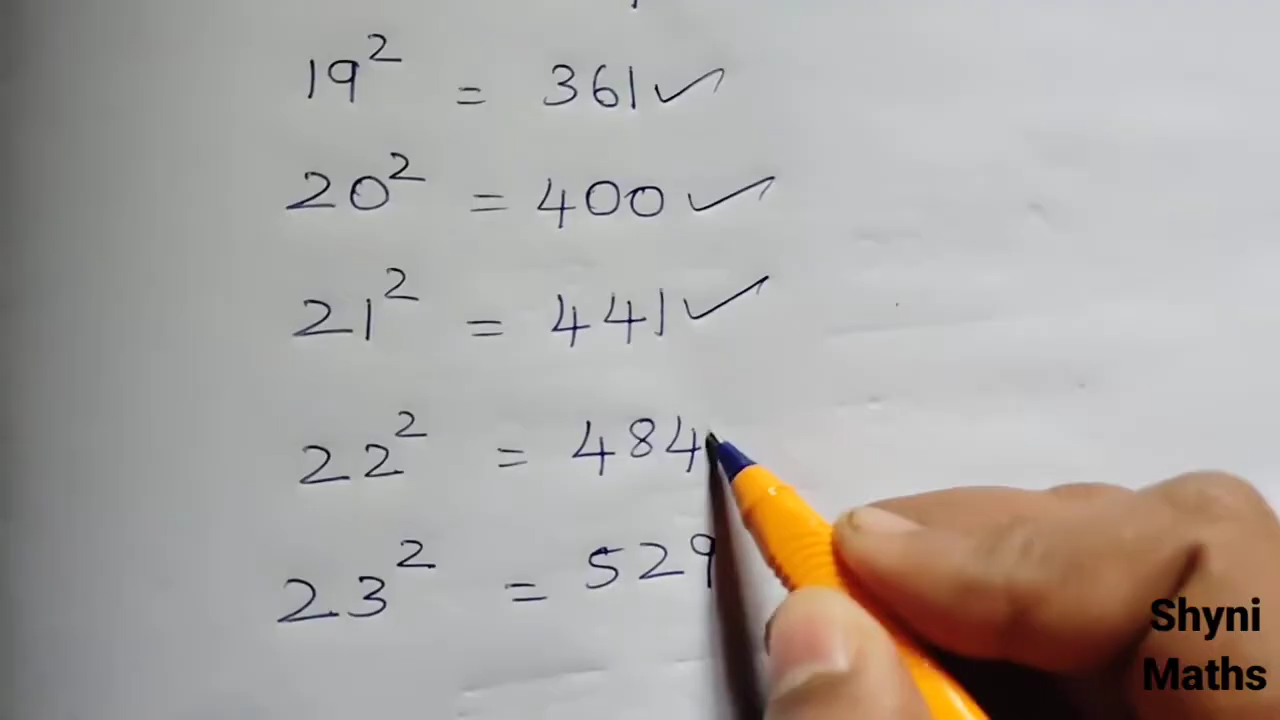 19² = 361 ✓
20² = 400 ✓
21² = 441 ✓
22² = 484
23² = 529
Shyni
Maths